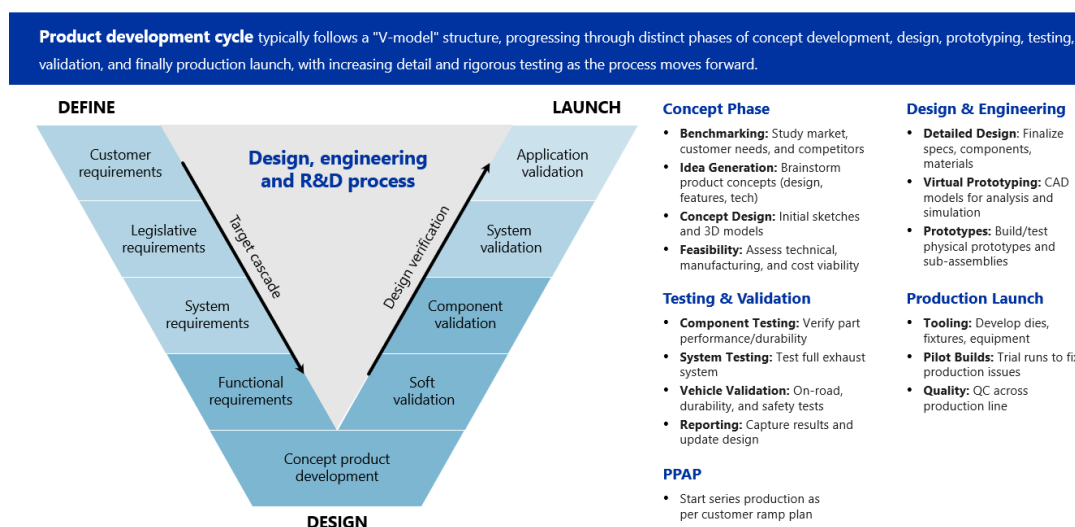 Product development cycle typically follows a "V-model" structure, progressing through distinct phases of concept development, design, prototyping, testing,
validation, and finally production launch, with increasing detail and rigorous testing as the process moves forward.
DEFINE
LAUNCH
Customer
requirements
Legislative
requirements
System
requirements
Functional
requirements
Concept product
development
DESIGN
Design, engineering
and R&D process
Target cascade
Design verification
Application
validation
System
validation
Component
validation
Soft
validation
Concept Phase
• Benchmarking: Study market,
customer needs, and competitors
• Idea Generation: Brainstorm
product concepts (design,
features, tech)
• Concept Design: Initial sketches
and 3D models
• Feasibility: Assess technical,
manufacturing, and cost viability
Design & Engineering
• Detailed Design: Finalize
specs, components,
materials
• Virtual Prototyping: CAD
models for analysis and
simulation
• Prototypes: Build/test
physical prototypes and
sub-assemblies
Testing & Validation
• Component Testing: Verify part
performance/durability
• System Testing: Test full exhaust
system
• Vehicle Validation: On-road,
durability, and safety tests
• Reporting: Capture results and
update design
Production Launch
• Tooling: Develop dies,
fixtures, equipment
• Pilot Builds: Trial runs to
production issues
• Quality: QC across
production line
PPAP
• Start series production as
per customer ramp plan